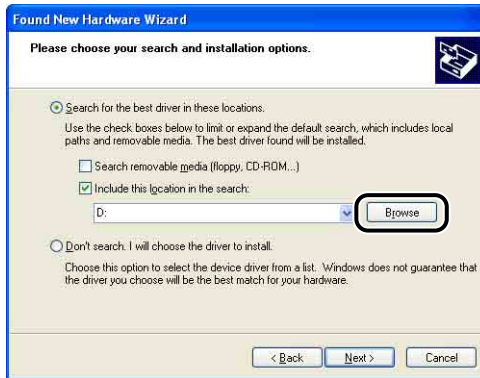 Found New Hardware Wizard
Please choose your search and installation options.
Search for the best driver in these locations.
Use the check boxes below to limit or expand the default search, which includes local
paths and removable media. The best driver found will be installed.
Search removable media (floppy, CD-ROM...)
Include this location in the search:
D:
Browse
Don't search. I will choose the driver to install.
Choose this option to select the device driver from a list. Windows does not guarantee that
the driver you choose will be the best match for your hardware.
< Back
Next >
Cancel